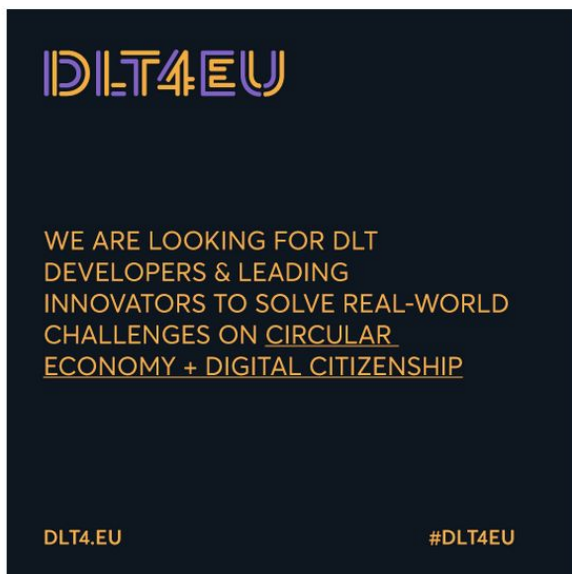 DLT4EU
WE ARE LOOKING FOR DLT
DEVELOPERS & LEADING
INNOVATORS TO SOLVE REAL-WORLD
CHALLENGES ON CIRCULAR
ECONOMY + DIGITAL CITIZENSHIP
DLT4.EU
#DLT4EU